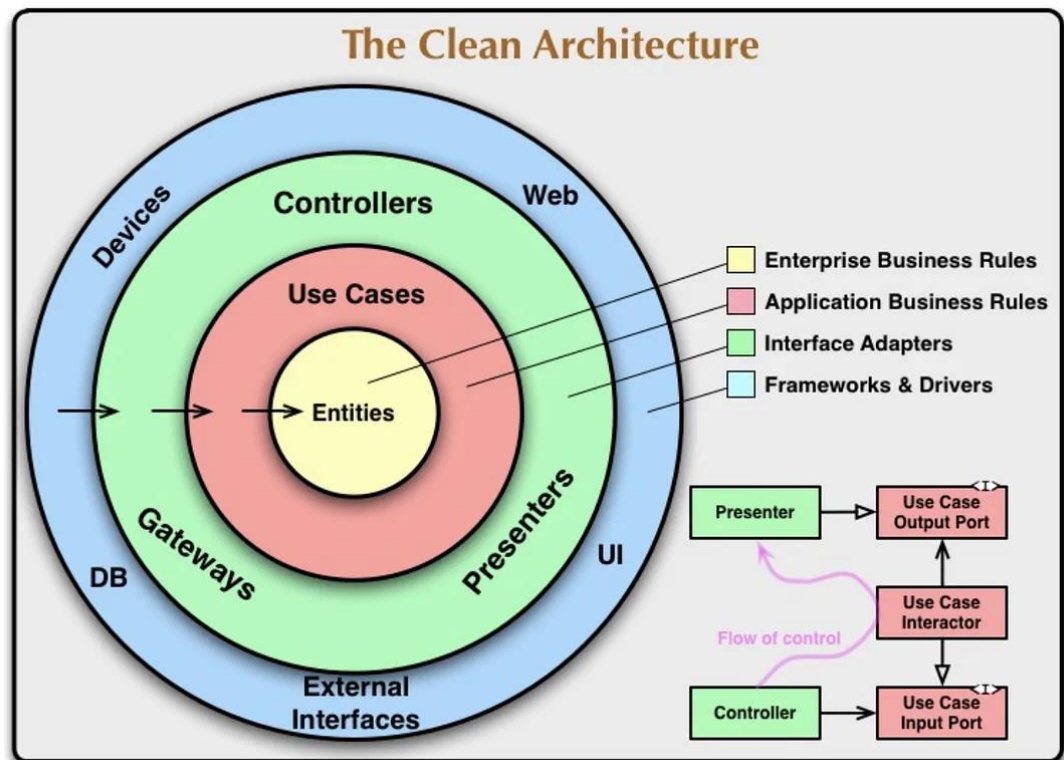 The Clean Architecture
Devices
Web
Controllers
Use Cases
Entities
Gateways
Presenters
DB
UI
External
Interfaces
Enterprise Business Rules
Application Business Rules
Interface Adapters
Frameworks & Drivers
Presenter
<I>
Use Case
Output Port
Use Case
Interactor
Flow of control
Controller
<I>
Use Case
Input Port